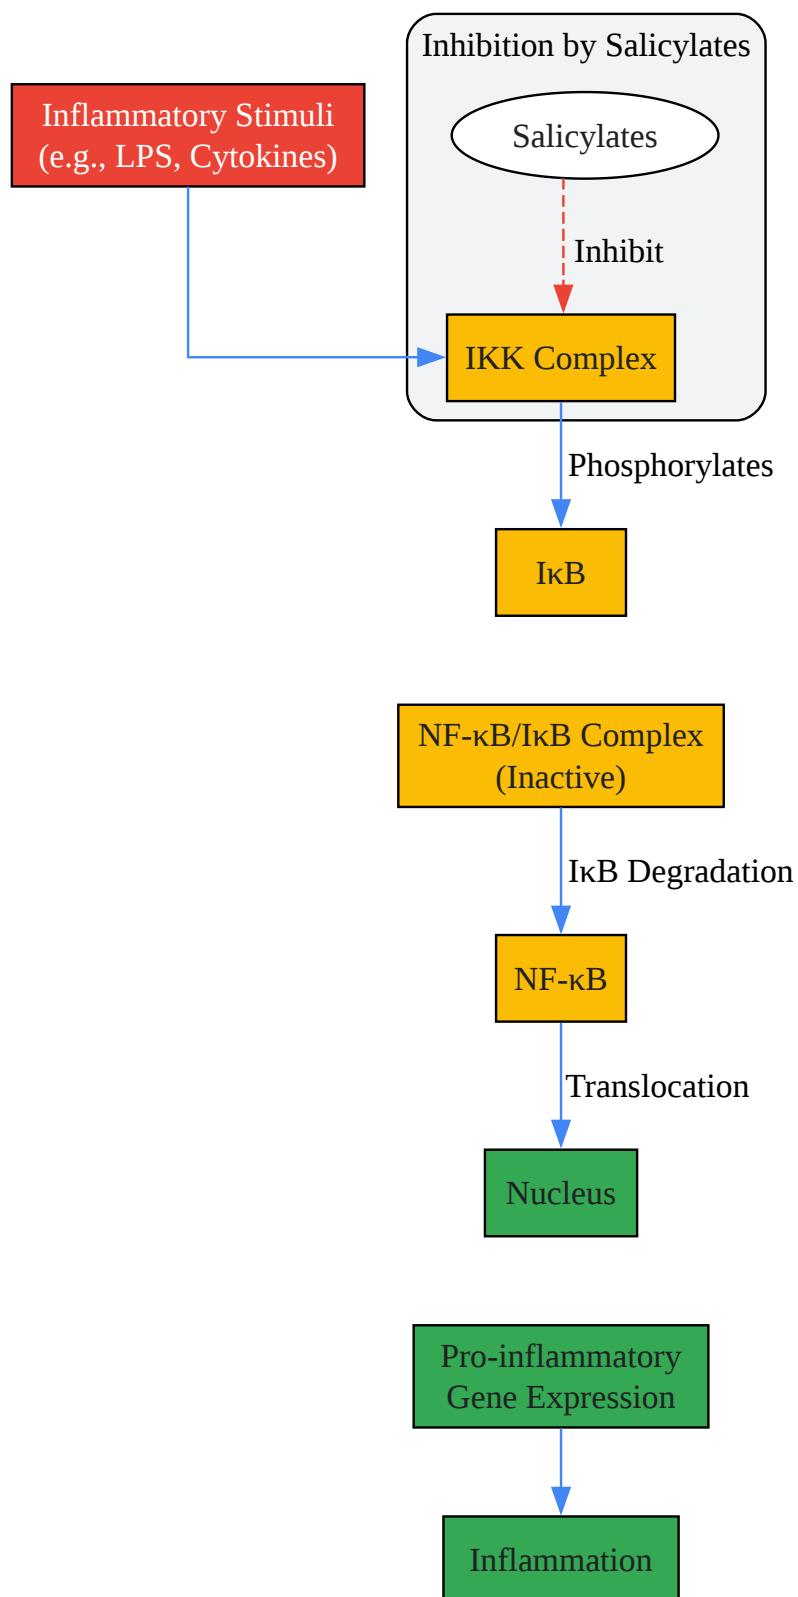 Inhibition by Salicylates
Inflammatory Stimuli
(e.g., LPS, Cytokines)
Salicylates
Inhibit
IKK Complex
Phosphorylates
IκB
NF-κB/IκB Complex
(Inactive)
IκB Degradation
NF-κB
Translocation
Nucleus
Pro-inflammatory
Gene Expression
Inflammation